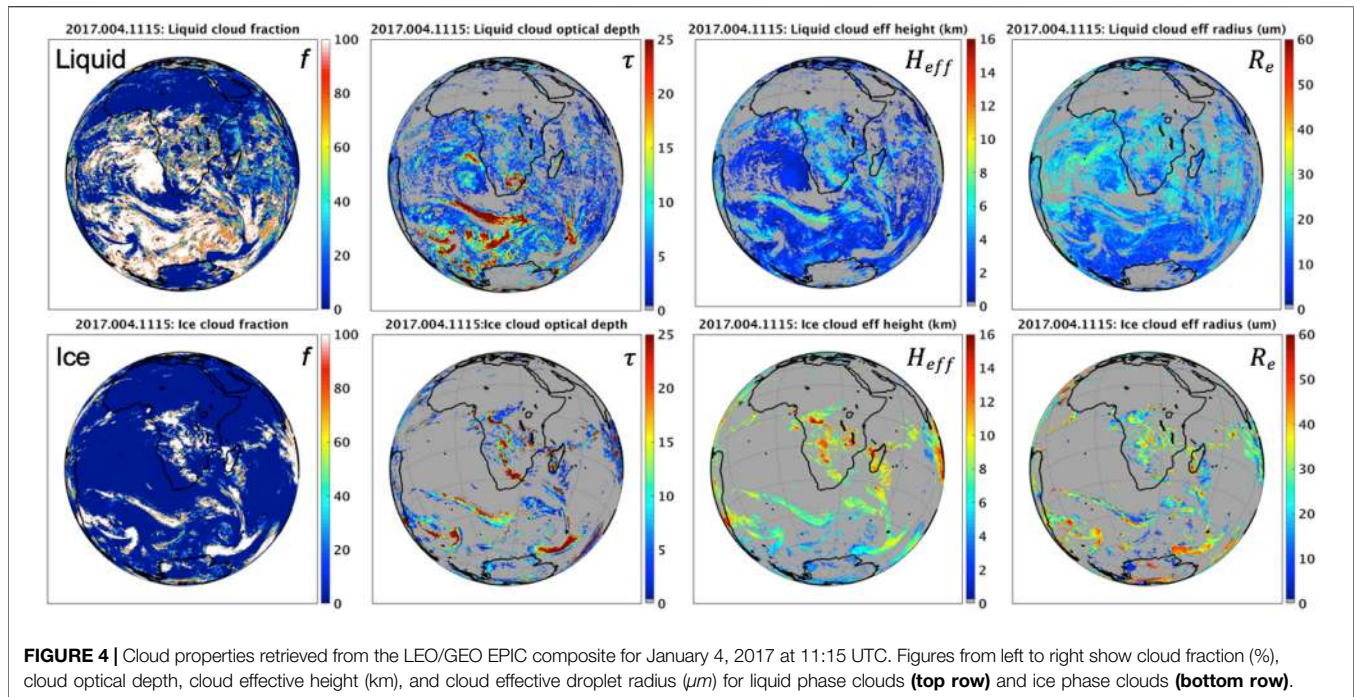 2017.004.1115: Liquid cloud fraction
Liquid
f
100
80
60
40
20
0
2017.004.1115: Liquid cloud optical depth
τ
25
20
15
10
5
0
2017.004.1115: Liquid cloud eff height (km)
H_eff
16
14
12
10
8
6
4
2
0
2017.004.1115: Liquid cloud eff radius (um)
R_e
60
50
40
30
20
10
0
2017.004.1115: Ice cloud fraction
Ice
f
100
80
60
40
20
0
2017.004.1115:Ice cloud optical depth
τ
25
20
15
10
5
0
2017.004.1115: Ice cloud eff height (km)
H_eff
16
14
12
10
8
6
4
2
0
2017.004.1115: Ice cloud eff radius (um)
R_e
60
50
40
30
20
10
0
FIGURE 4 | Cloud properties retrieved from the LEO/GEO EPIC composite for January 4, 2017 at 11:15 UTC. Figures from left to right show cloud fraction (%),
cloud optical depth, cloud effective height (km), and cloud effective droplet radius (μm) for liquid phase clouds (top row) and ice phase clouds (bottom row).